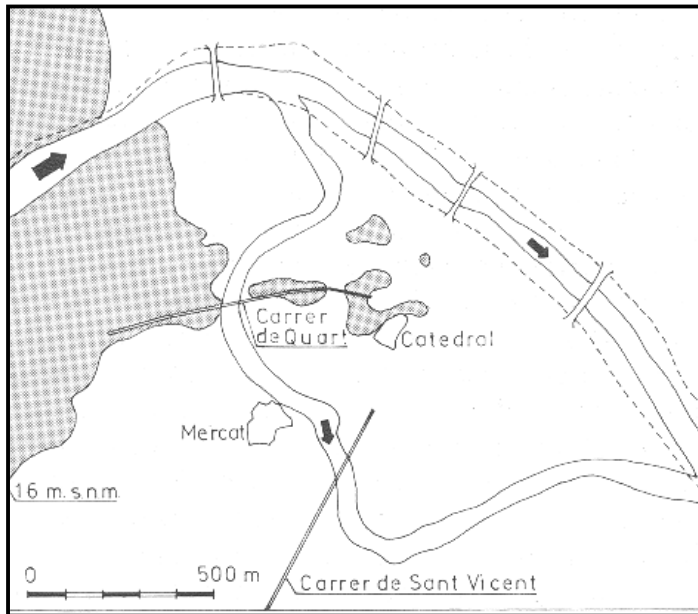 Carrer
de Quart
Catedral
Mercat
16 m. s.n.m.
0
500 m
Carrer de Sant Vicent